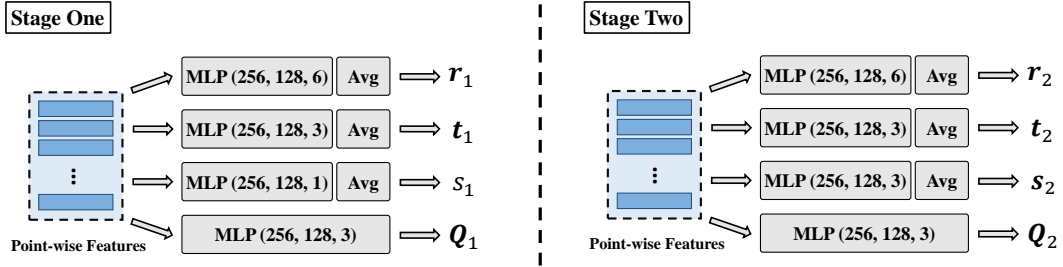 Stage One
MLP (256, 128, 6) Avg r₁
MLP (256, 128, 3) Avg t₁
MLP (256, 128, 1) Avg s₁
MLP (256, 128, 3) Q₁
Point-wise Features
Stage Two
MLP (256, 128, 6) Avg r₂
MLP (256, 128, 3) Avg t₂
MLP (256, 128, 3) Avg s₂
MLP (256, 128, 3) Q₂
Point-wise Features